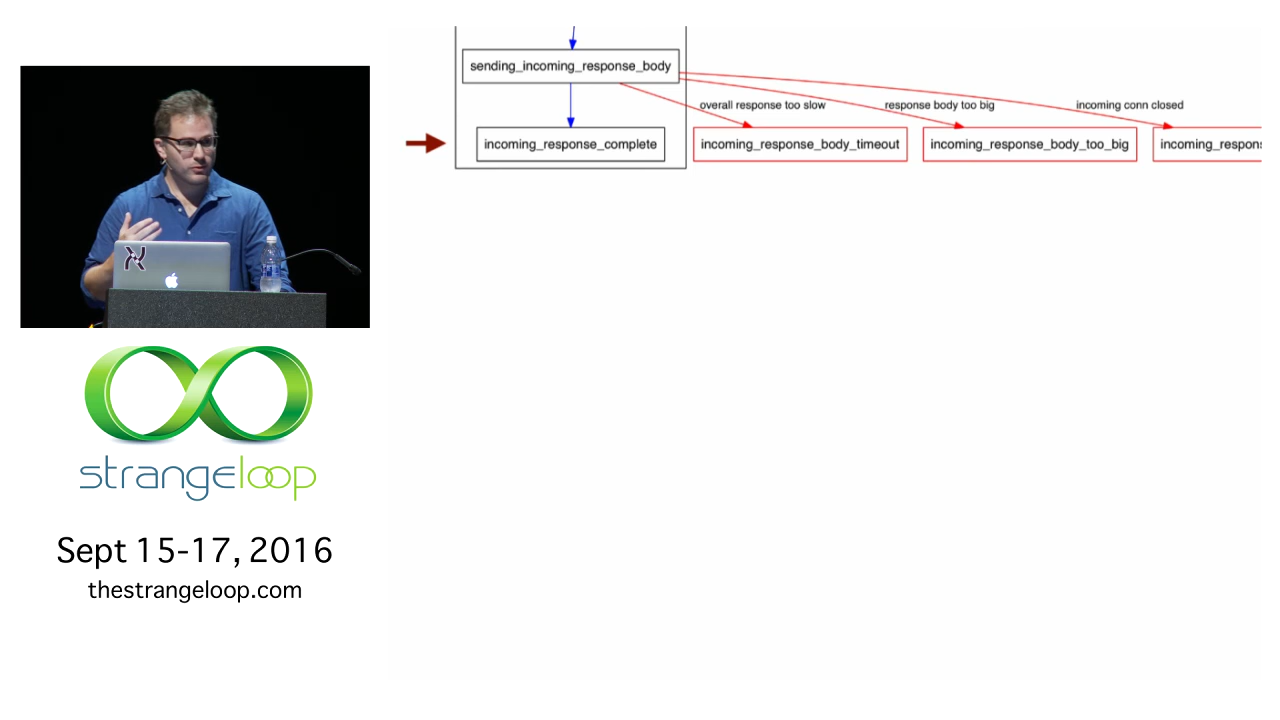 sending_incoming_response_body
overall response too slow
response body too big
incoming conn closed
incoming_response_complete
incoming_response_body_timeout
incoming_response_body_too_big
strangeloop
Sept 15-17, 2016
thestrangeloop.com